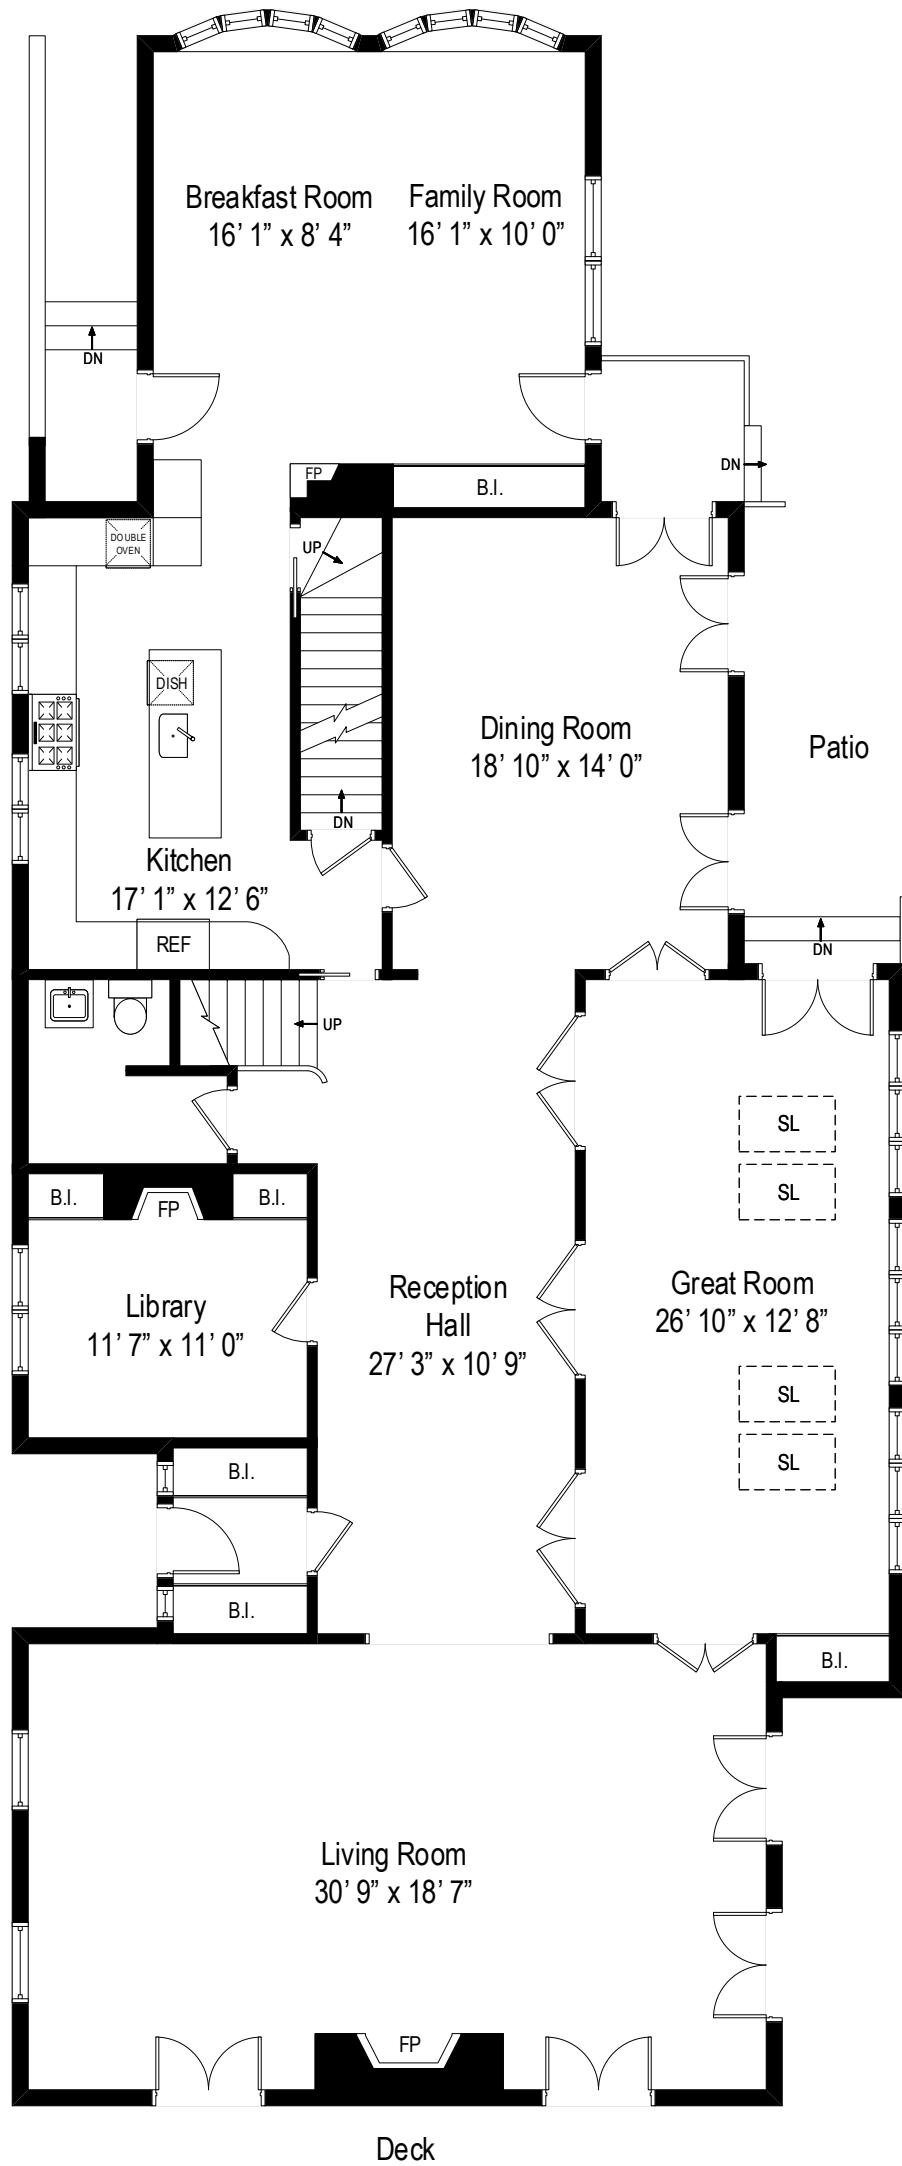 Breakfast Room
16’ 1” x 8’ 4”
Family Room
16’ 1” x 10’ 0”
DN
FP
B.I.
DN
DOUBLE
OVEN
UP
DISH
Dining Room
18’ 10” x 14’ 0”
Patio
DN
Kitchen
17’ 1” x 12’ 6”
REF
DN
UP
SL
SL
B.I.
FP
B.I.
Library
11’ 7” x 11’ 0”
Reception
Hall
27’ 3” x 10’ 9”
Great Room
26’ 10” x 12’ 8”
SL
SL
B.I.
B.I.
B.I.
Living Room
30’ 9” x 18’ 7”
FP
Deck